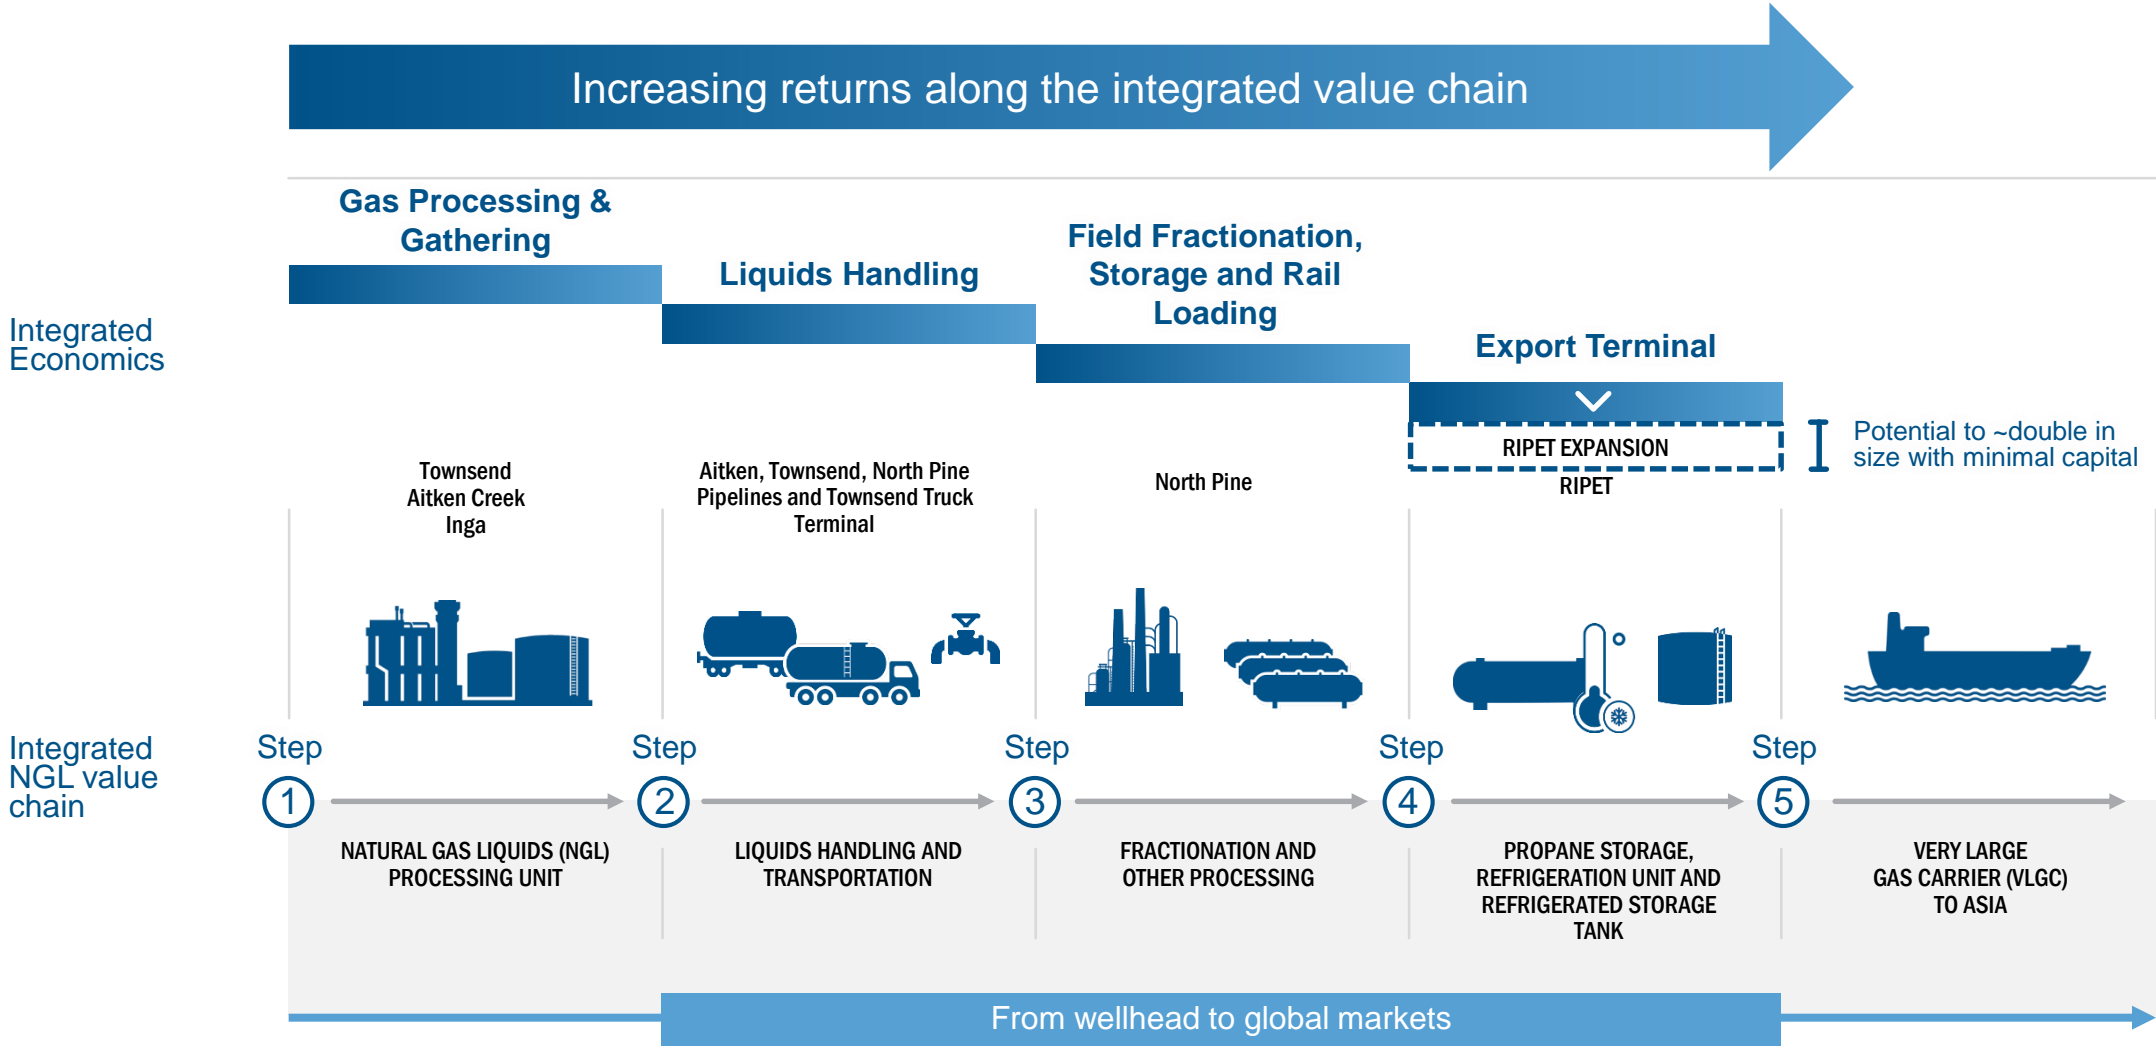 Increasing returns along the integrated value chain
Gas Processing &
Gathering
Liquids Handling
Field Fractionation,
Storage and Rail
Loading
Export Terminal
Integrated
Economics
RIPET EXPANSION
Potential to ~double in
size with minimal capital
Townsend
Aitken Creek
Inga
Aitken, Townsend, North Pine
Pipelines and Townsend Truck
Terminal
North Pine
RIPET
Integrated
NGL value
chain
Step
1
Step
2
Step
3
Step
4
Step
5
NATURAL GAS LIQUIDS (NGL)
PROCESSING UNIT
LIQUIDS HANDLING AND
TRANSPORTATION
FRACTIONATION AND
OTHER PROCESSING
PROPANE STORAGE,
REFRIGERATION UNIT AND
REFRIGERATED STORAGE
TANK
VERY LARGE
GAS CARRIER (VLGC)
TO ASIA
From wellhead to global markets